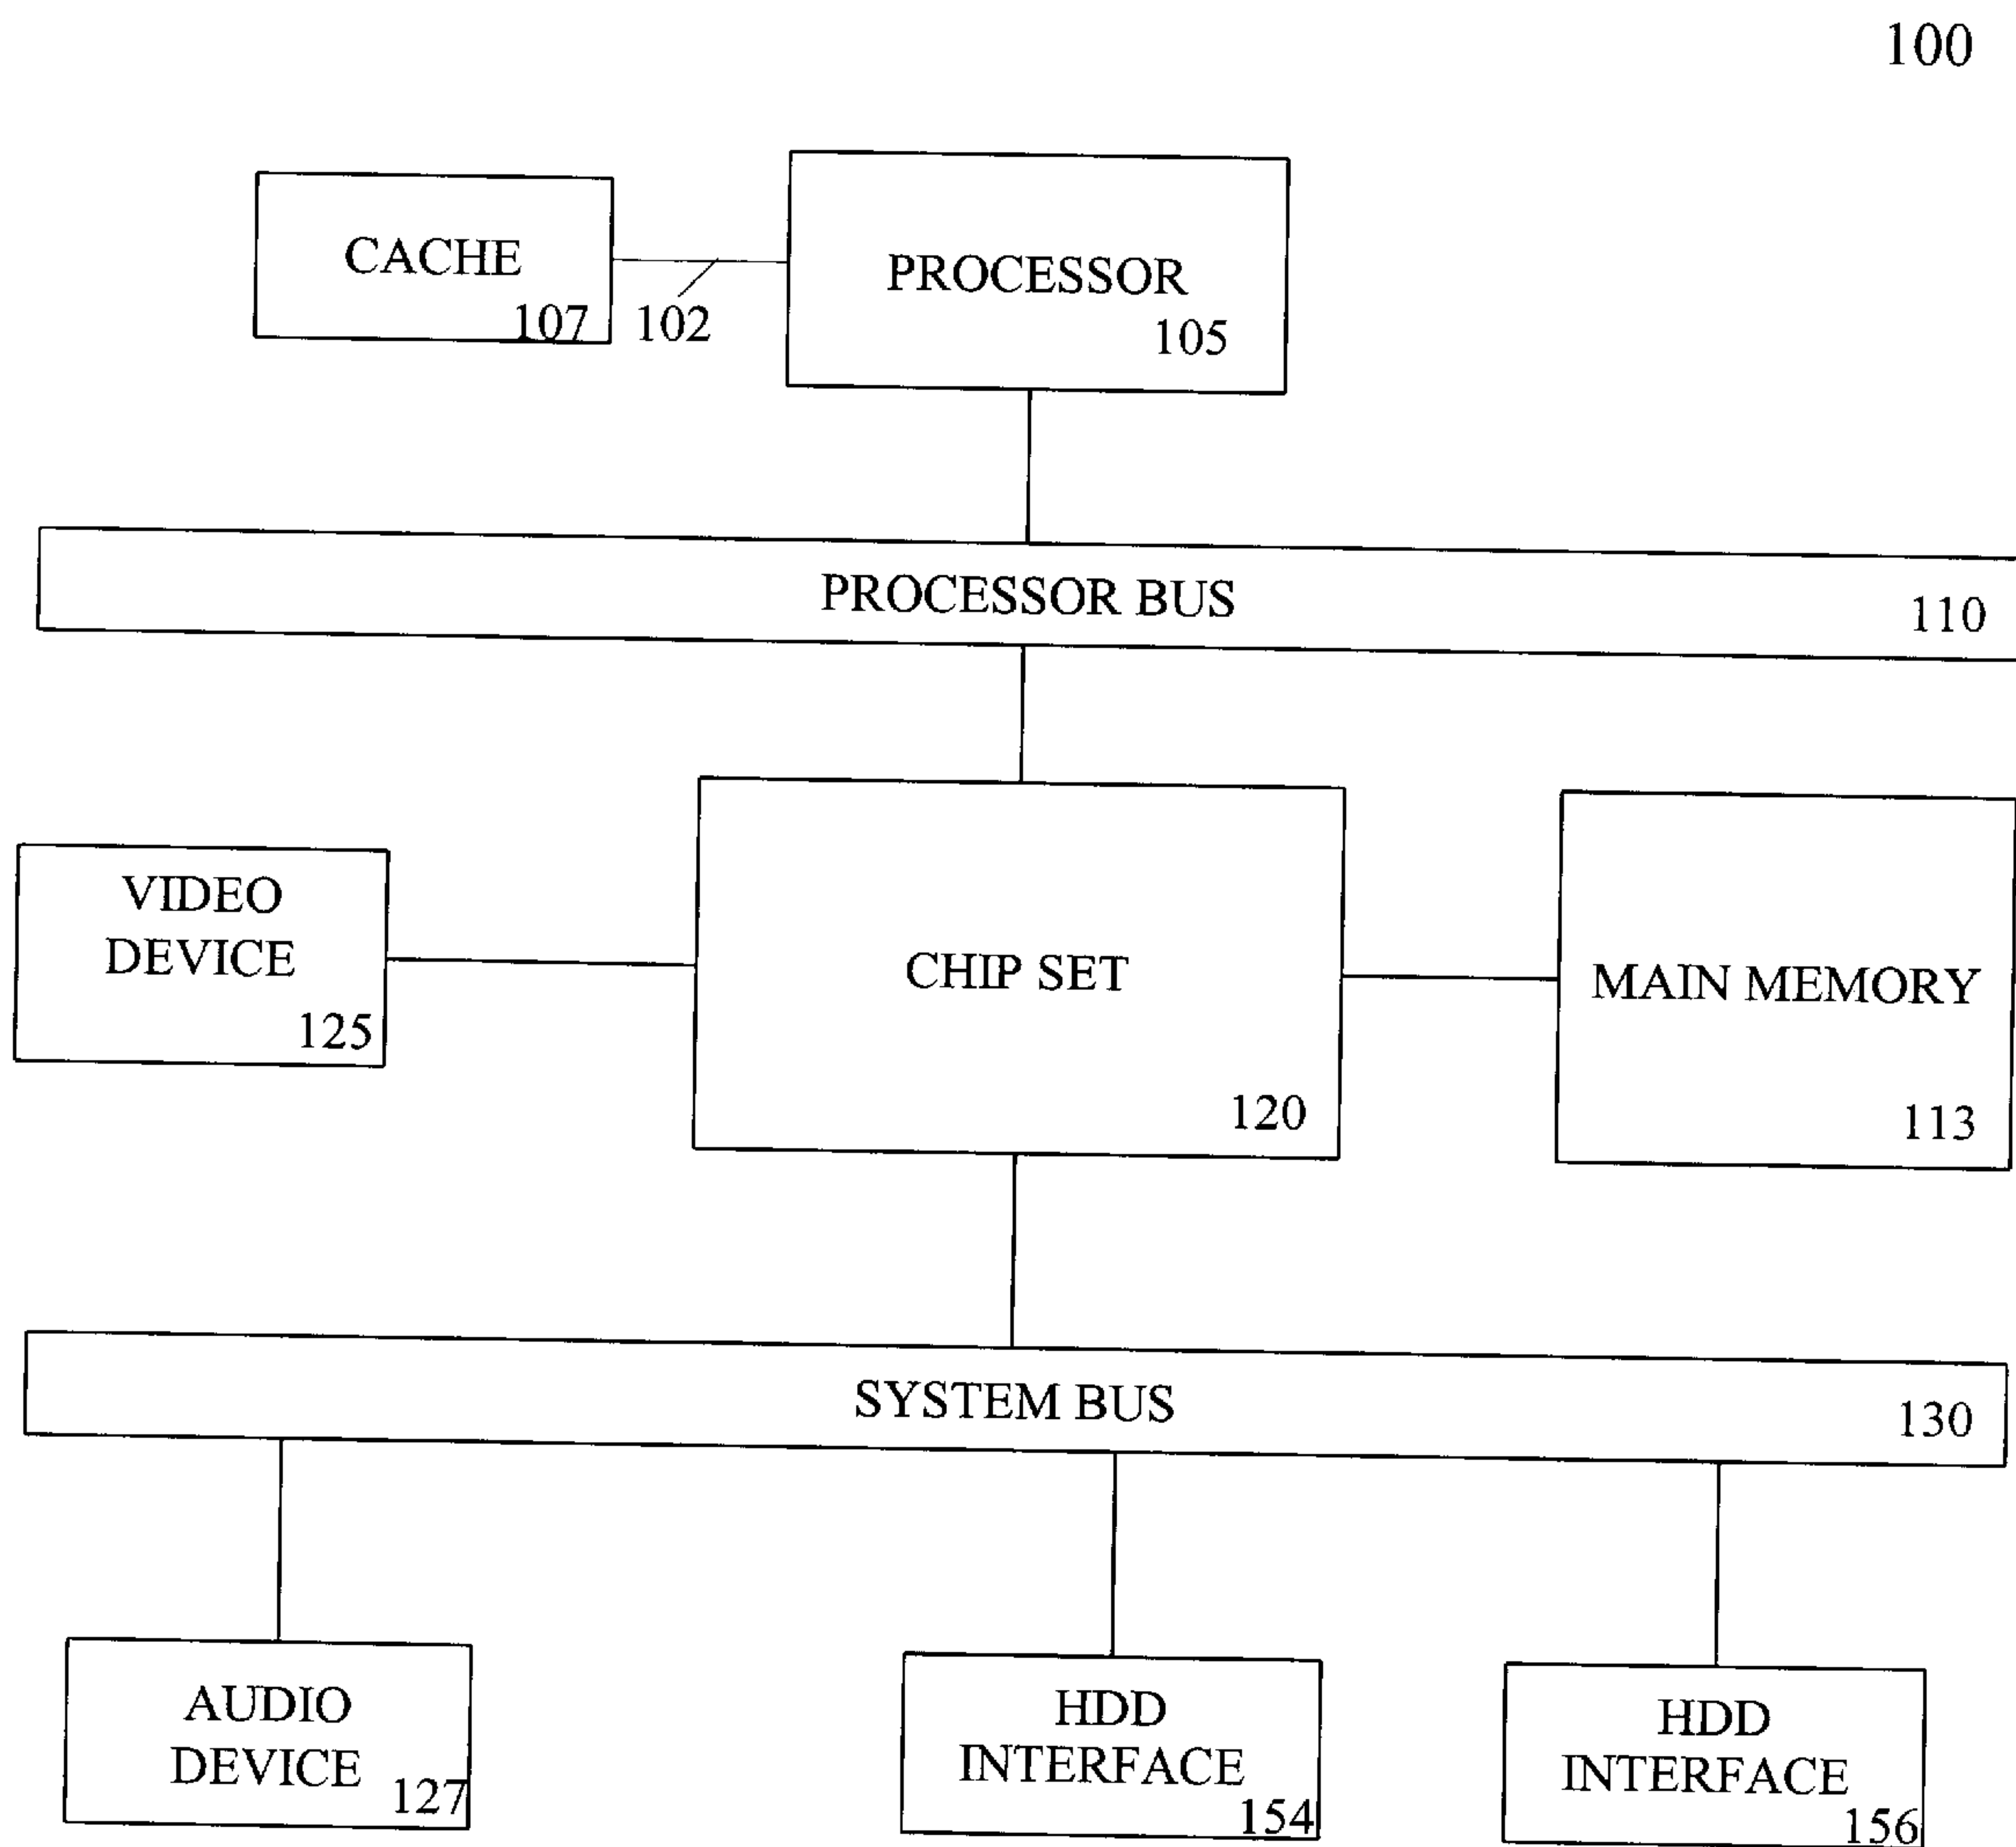 100
CACHE
107
102
PROCESSOR
105
PROCESSOR BUS
110
VIDEO
DEVICE
125
CHIP SET
120
MAIN MEMORY
113
SYSTEM BUS
130
AUDIO
DEVICE
127
HDD
INTERFACE
154
HDD
INTERFACE
156